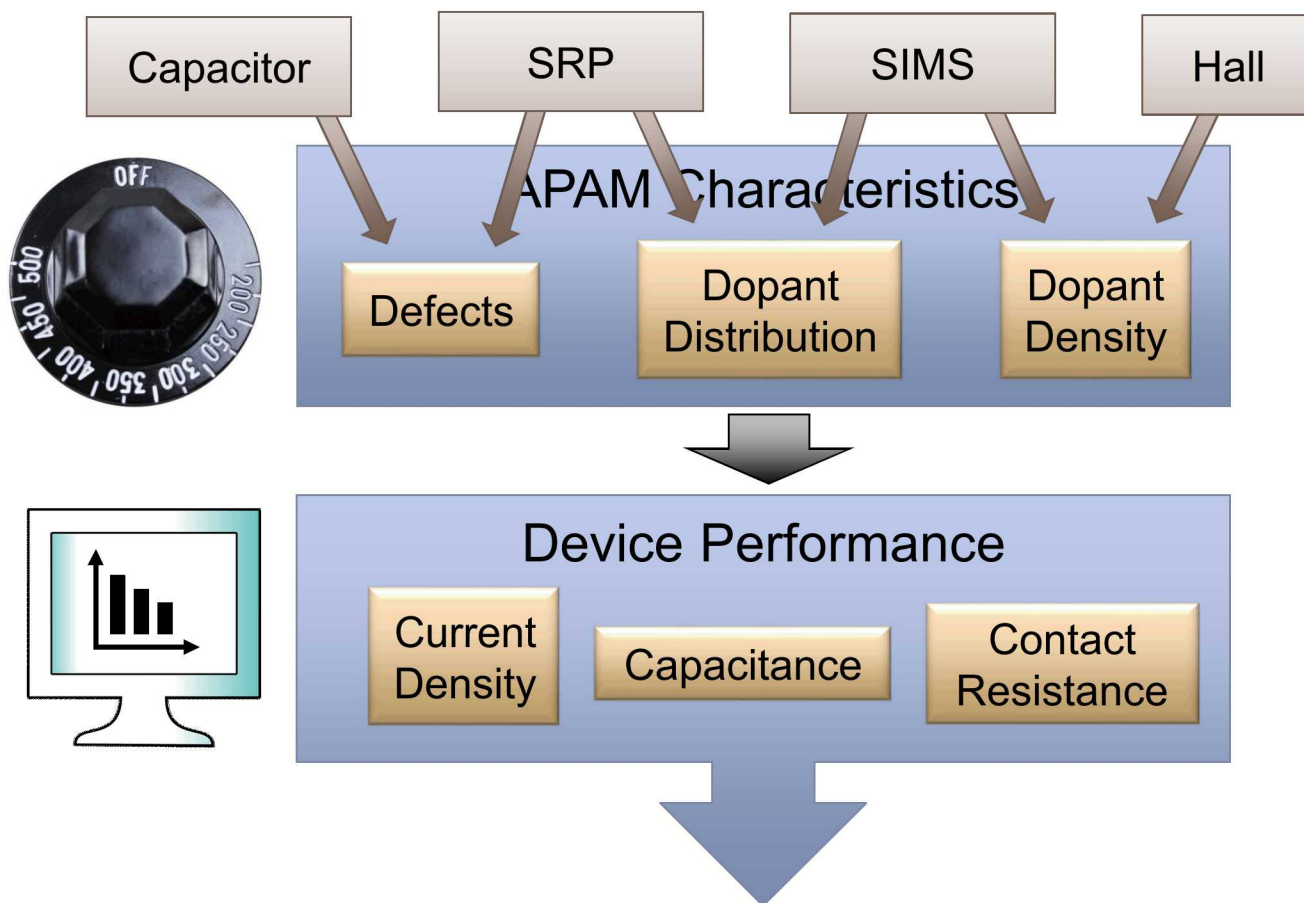 Capacitor
SRP
SIMS
Hall
APAM Characteristics
OFF
500
450
400
350
300
250
200
Defects
Dopant
Distribution
Dopant
Density
Device Performance
Current
Density
Capacitance
Contact
Resistance